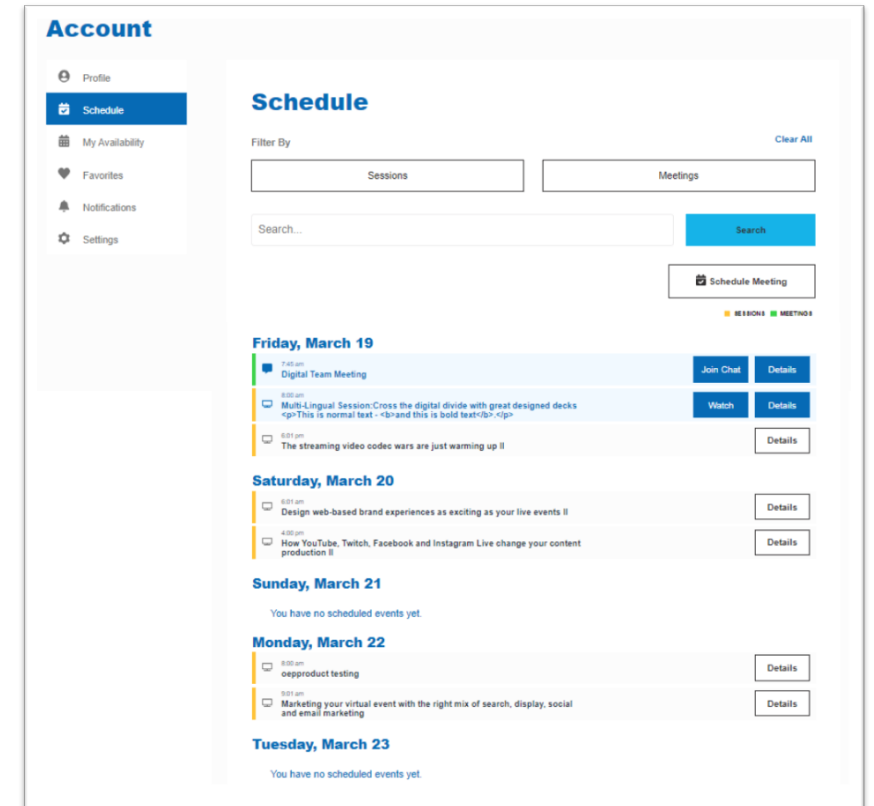 Account
Profile
Schedule
My Availability
Favorites
Notifications
Settings
Schedule
Filter By
Clear All
Sessions
Meetings
Search...
Search
Schedule Meeting
SESSIONS MEETINGS
Friday, March 19
7:45 am
Digital Team Meeting
Join Chat
Details
8:00 am
Multi-Lingual Session:Cross the digital divide with great designed decks
<p>This is normal text - <b>and this is bold text</b>.</p>
Watch
Details
6:01 pm
The streaming video codec wars are just warming up II
Details
Saturday, March 20
6:01 am
Design web-based brand experiences as exciting as your live events II
Details
4:00 pm
How YouTube, Twitch, Facebook and Instagram Live change your content
production II
Details
Sunday, March 21
You have no scheduled events yet.
Monday, March 22
8:00 am
oepproduct testing
Details
9:01 am
Marketing your virtual event with the right mix of search, display, social
and email marketing
Details
Tuesday, March 23
You have no scheduled events yet.